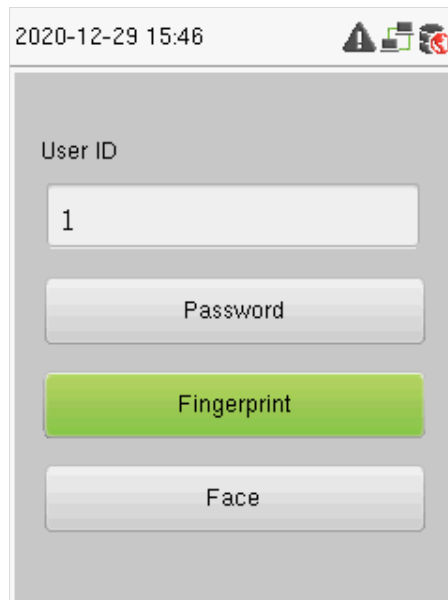 2020-12-29 15:46
User ID
1
Password
Fingerprint
Face